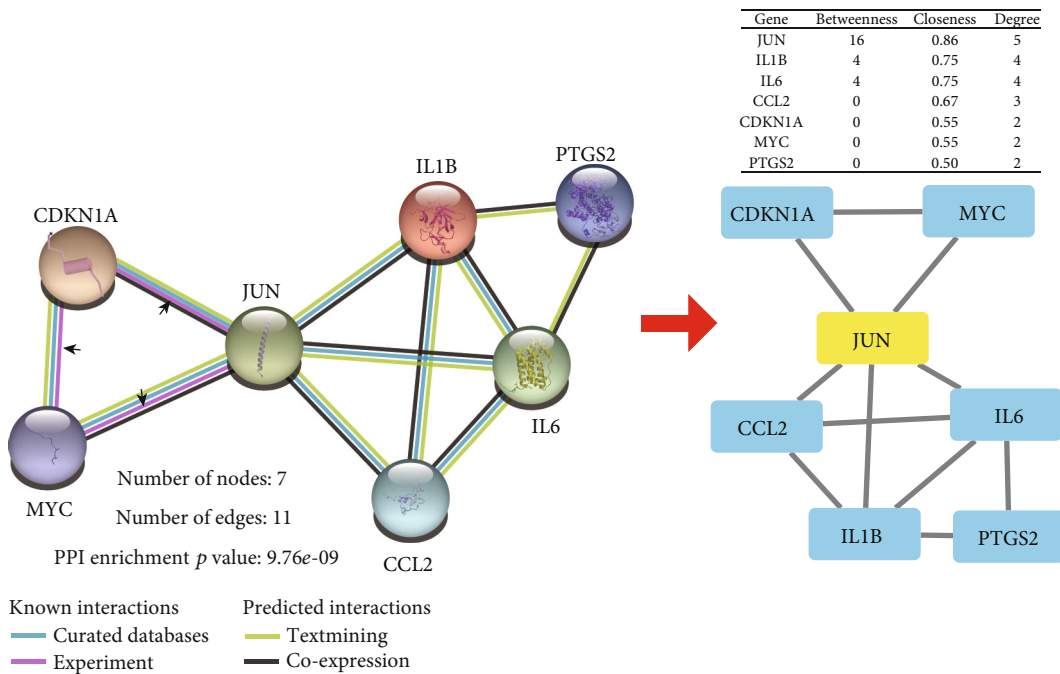 Gene Betweenness Closeness Degree
JUN 16 0.86 5
IL1B 4 0.75 4
IL6 4 0.75 4
CCL2 0 0.67 3
CDKN1A 0 0.55 2
MYC 0 0.55 2
PTGS2 0 0.50 2
IL1B
PTGS2
CDKN1A
JUN
IL6
MYC
CCL2
Number of nodes: 7
Number of edges: 11
PPI enrichment p value: 9.76e-09
Known interactions
Curated databases
Experiment
Predicted interactions
Textmining
Co-expression
CDKN1A
MYC
JUN
CCL2
IL6
IL1B
PTGS2